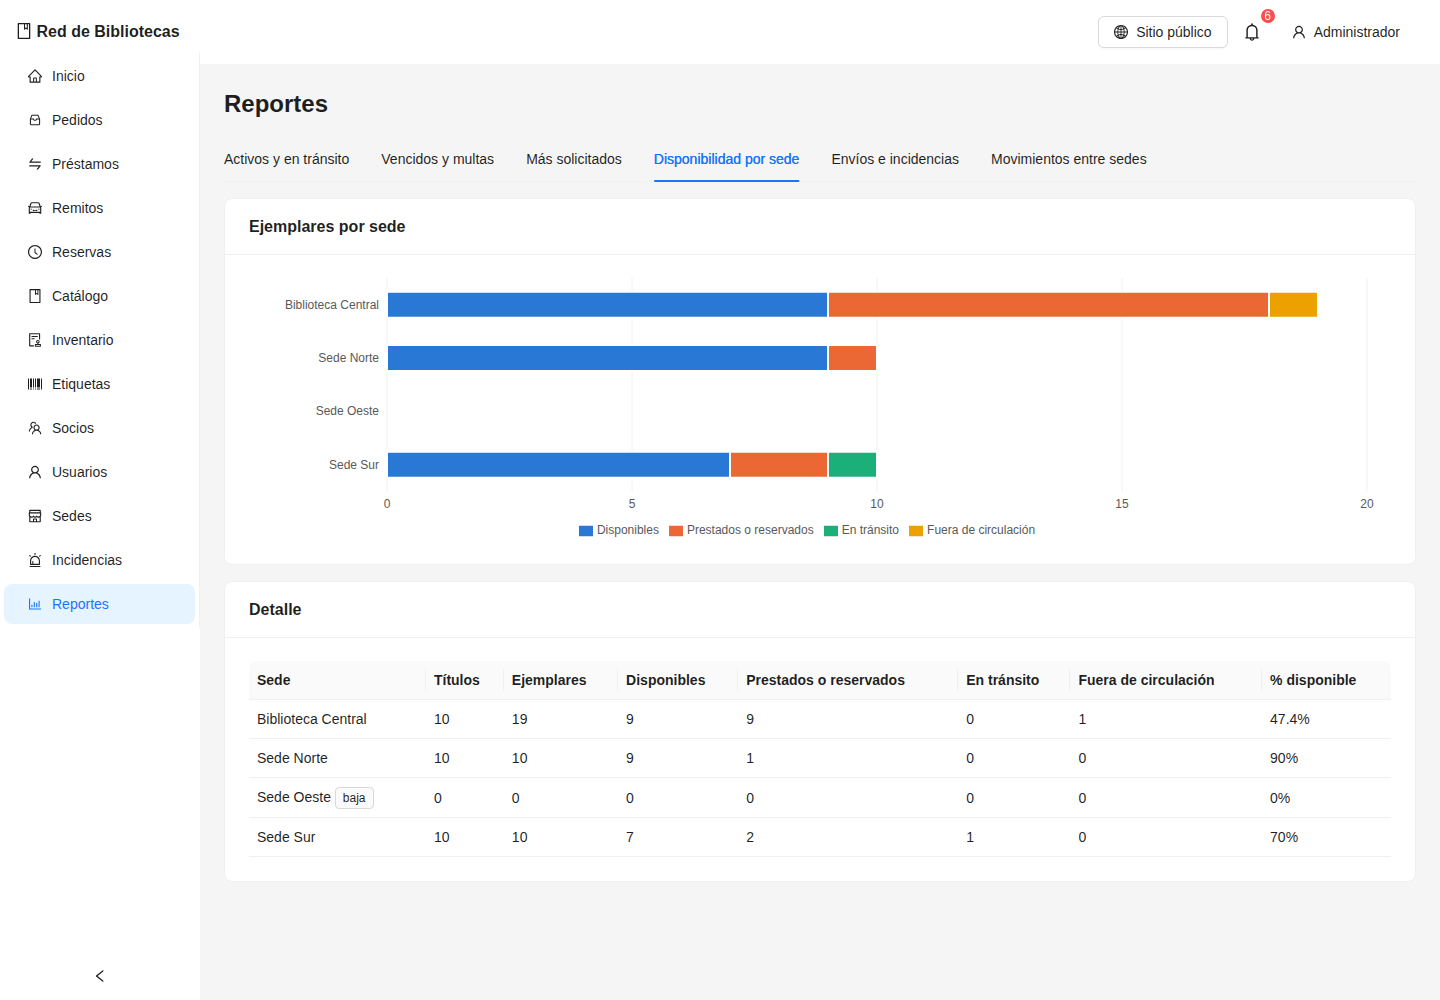 Red de Bibliotecas
Sitio público
6
Administrador
Inicio
Pedidos
Préstamos
Remitos
Reservas
Catálogo
Inventario
Etiquetas
Socios
Usuarios
Sedes
Incidencias
Reportes
Reportes
Activos y en tránsito Vencidos y multas Más solicitados Disponibilidad por sede Envíos e incidencias Movimientos entre sedes
Ejemplares por sede
Biblioteca Central
Sede Norte
Sede Oeste
Sede Sur
0 5 10 15 20
Disponibles Prestados o reservados En tránsito Fuera de circulación
Detalle
Sede Títulos Ejemplares Disponibles Prestados o reservados En tránsito Fuera de circulación % disponible
Biblioteca Central 10 19 9 9 0 1 47.4%
Sede Norte 10 10 9 1 0 0 90%
Sede Oeste baja 0 0 0 0 0 0 0%
Sede Sur 10 10 7 2 1 0 70%